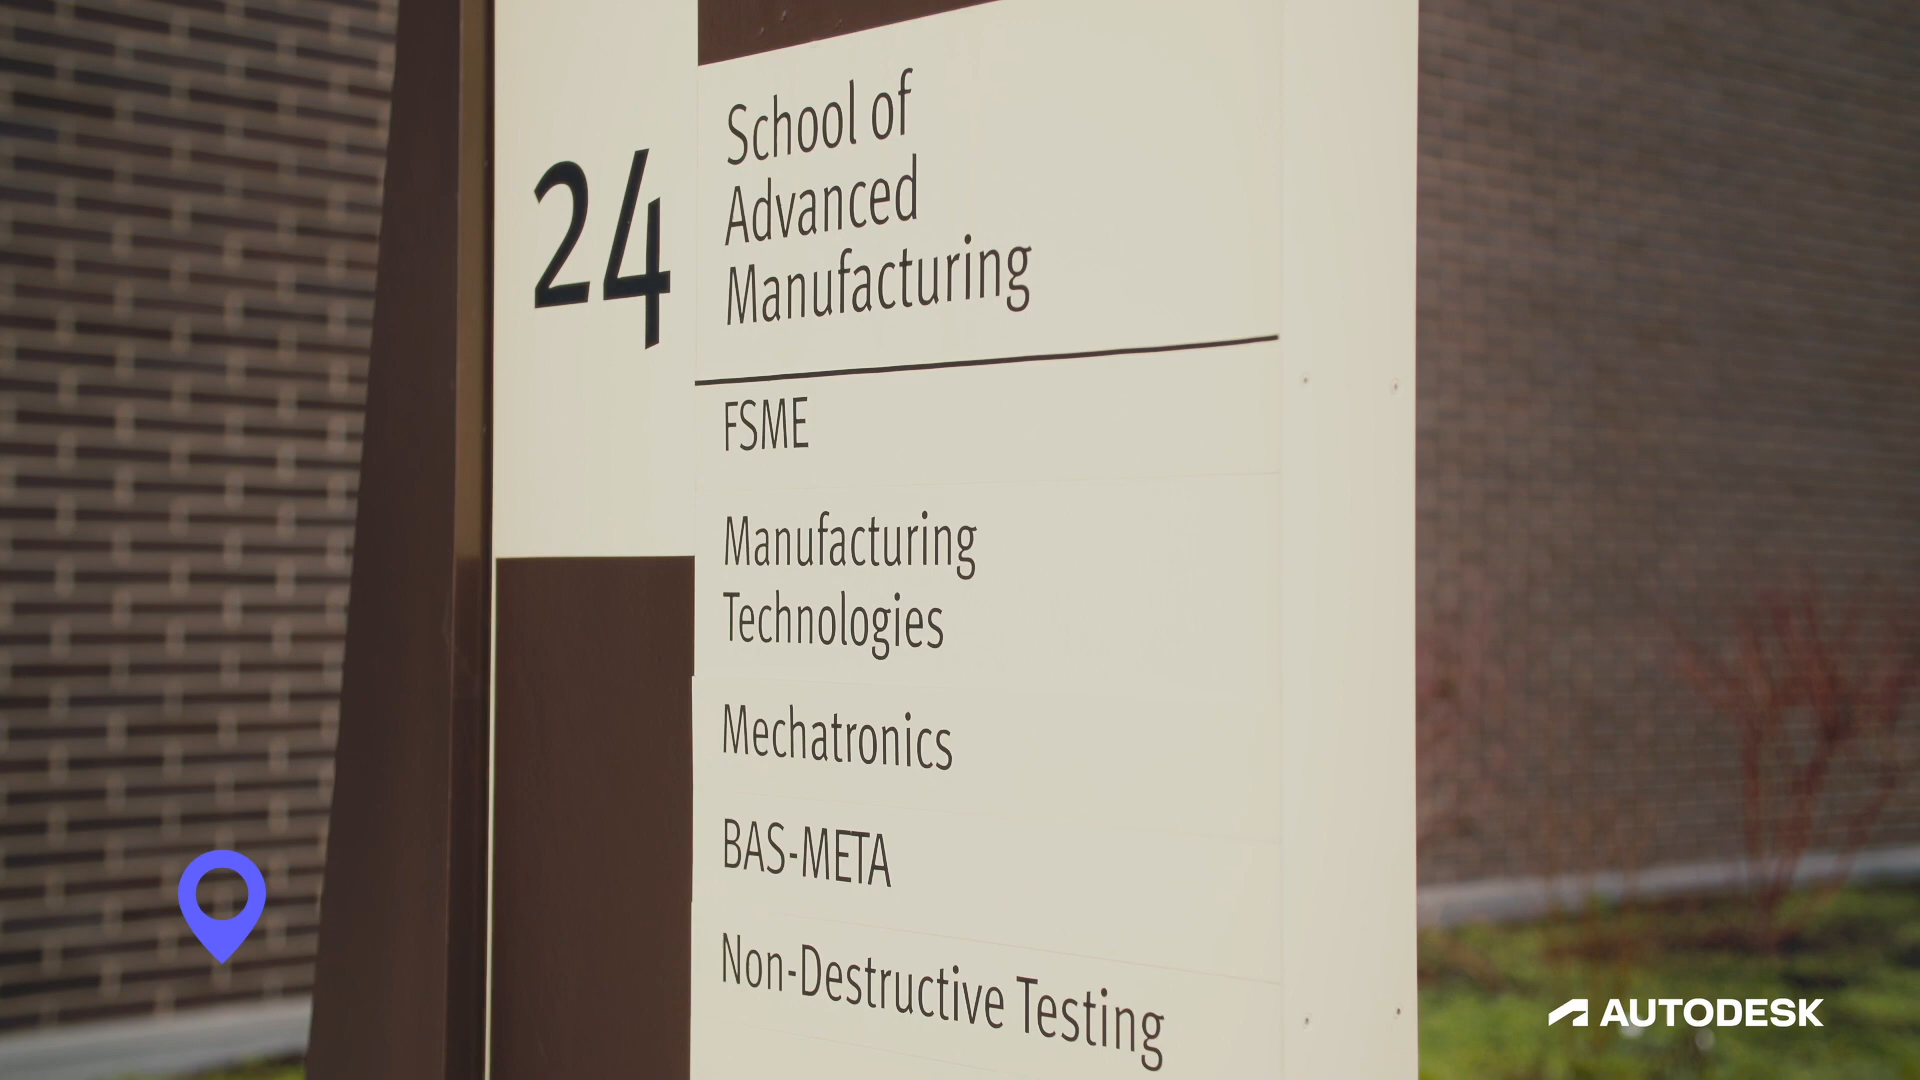 24
School of
Advanced
Manufacturing
FSME
Manufacturing
Technologies
Mechatronics
BAS-META
Non-Destructive Testing
AUTODESK